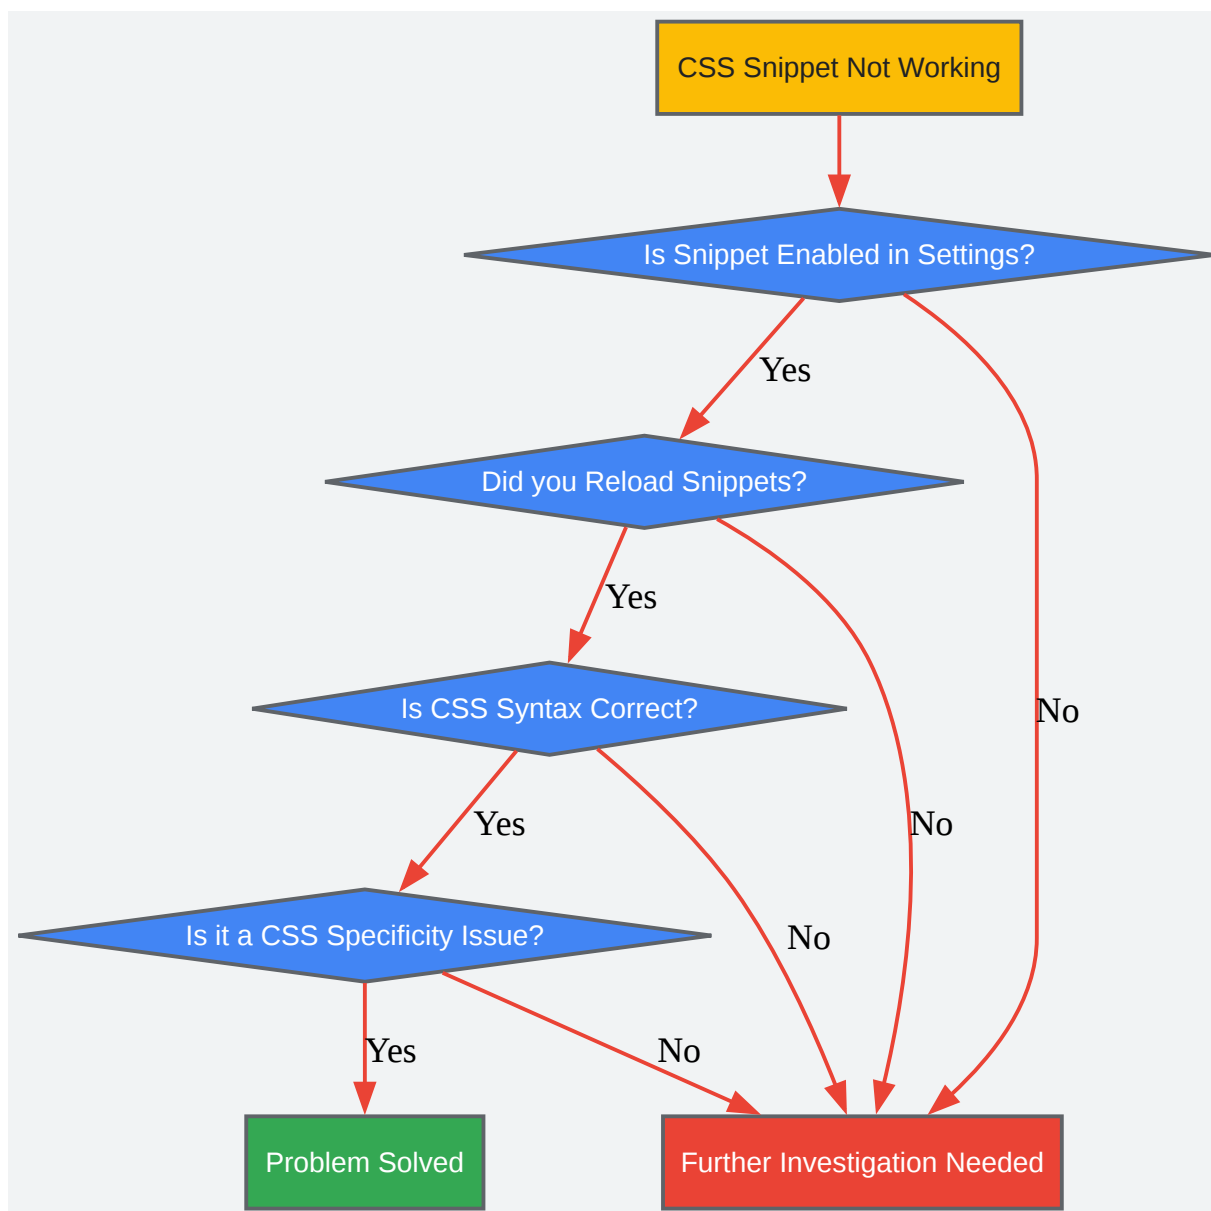 CSS Snippet Not Working
Is Snippet Enabled in Settings?
Yes
Did you Reload Snippets?
Yes
Is CSS Syntax Correct?
No
Yes
No
Is it a CSS Specificity Issue?
No
Yes
No
Problem Solved
Further Investigation Needed